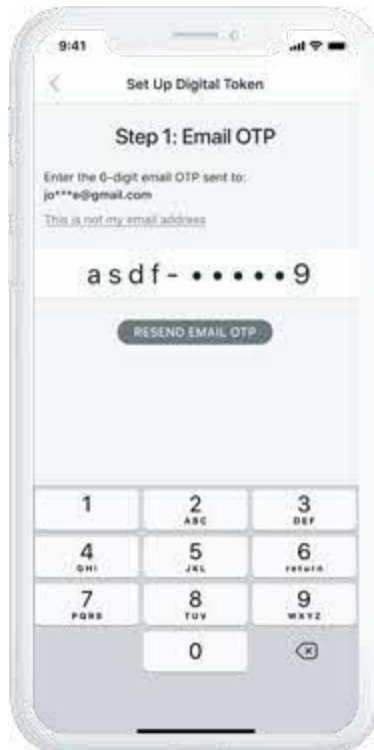 9:41
Set Up Digital Token
Step 1: Email OTP
Enter the 6-digit email OTP sent to:
jo***e@gmail.com
This is not my email address
asdf-•••••9
RESEND EMAIL OTP
1 2 3
ABC DEF
4 5 6
GHI JKL return
7 8 9
PQRS TUV WXYZ
0